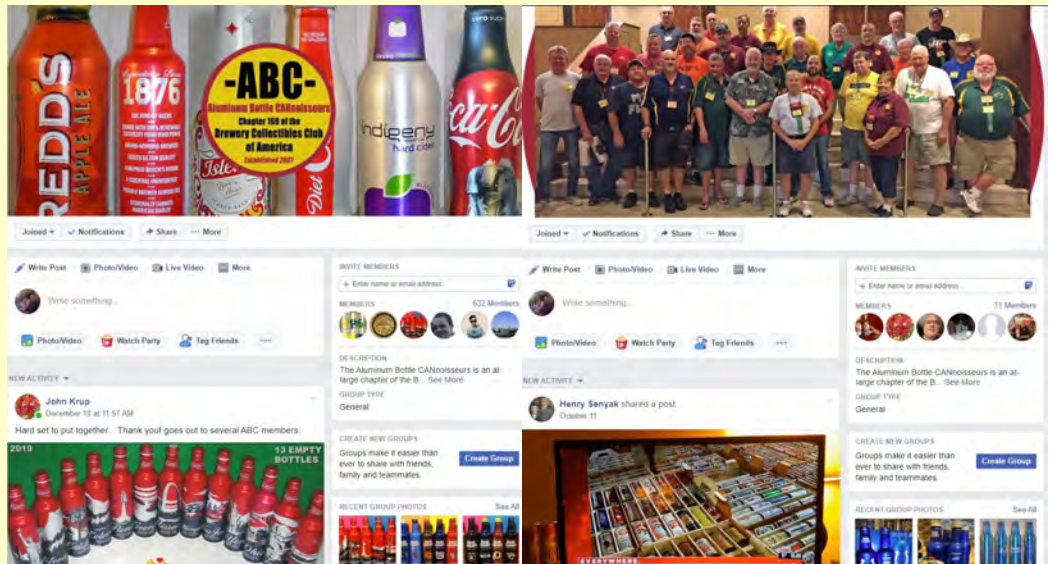 REDD'S
APPLE ALE
1876
-ABC-
Aluminum Bottle CANnoisseurs
Chapter 169 of the
Brewery Collectibles Club
of America
Established 2001
Diet
indigeny
hard cider
Coca-Co
Joined
Notifications
Share
More
Write Post
Photo/Video
Live Video
More
Write something...
Photo/Video
Watch Party
Tag Friends
NEW ACTIVITY
John Krup
December 10 at 11:57 AM
Hard set to put together... Thank you! goes out to several ABC members.
2019
13 EMPTY
BOTTLES
INVITE MEMBERS
+ Enter name or email address...
MEMBERS
632 Members
DESCRIPTION
The Aluminum Bottle CANnoisseurs is an at-
large chapter of the B... See More
GROUP TYPE
General
CREATE NEW GROUPS
Groups make it easier than
ever to share with friends,
family and teammates.
Create Group
RECENT GROUP PHOTOS
See All
Joined
Notifications
Share
More
Write Post
Photo/Video
Live Video
More
Write something...
Photo/Video
Watch Party
Tag Friends
NEW ACTIVITY
Henry Senyak shared a post.
October 11
EVERYWHERE
INVITE MEMBERS
+ Enter name or email address...
MEMBERS
71 Members
DESCRIPTION
The Aluminum Bottle CANnoisseurs is an at-
large chapter of the B... See More
GROUP TYPE
General
CREATE NEW GROUPS
Groups make it easier than
ever to share with friends,
family and teammates.
Create Group
RECENT GROUP PHOTOS
See All